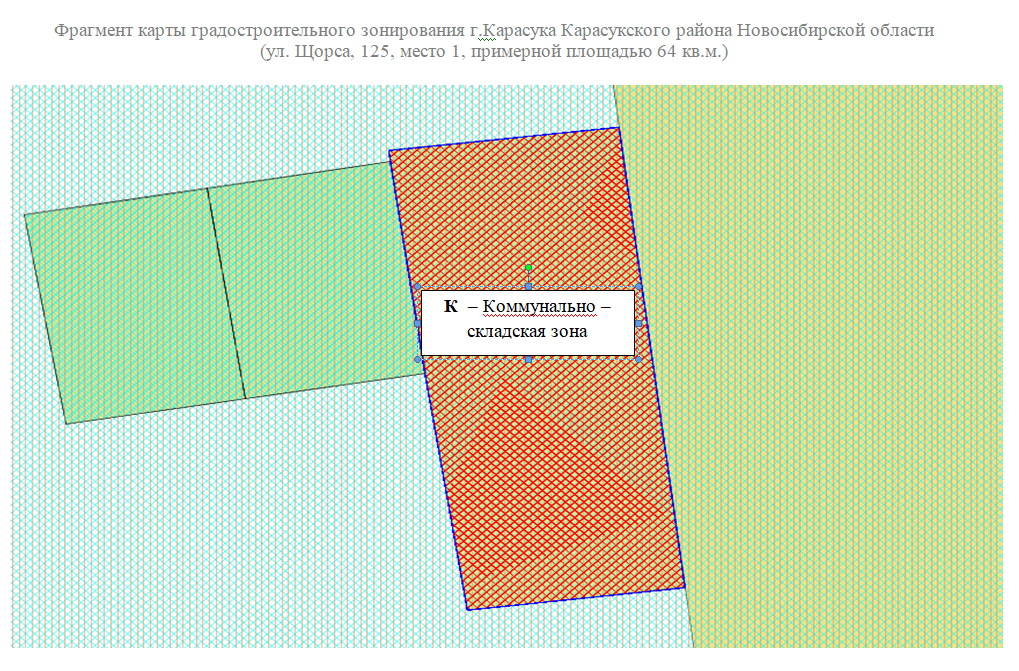 Фрагмент карты градостроительного зонирования г.Карасука Карасукского района Новосибирской области
(ул. Щорса, 125, место 1, примерной площадью 64 кв.м.)
К – Коммунально –
складская зона